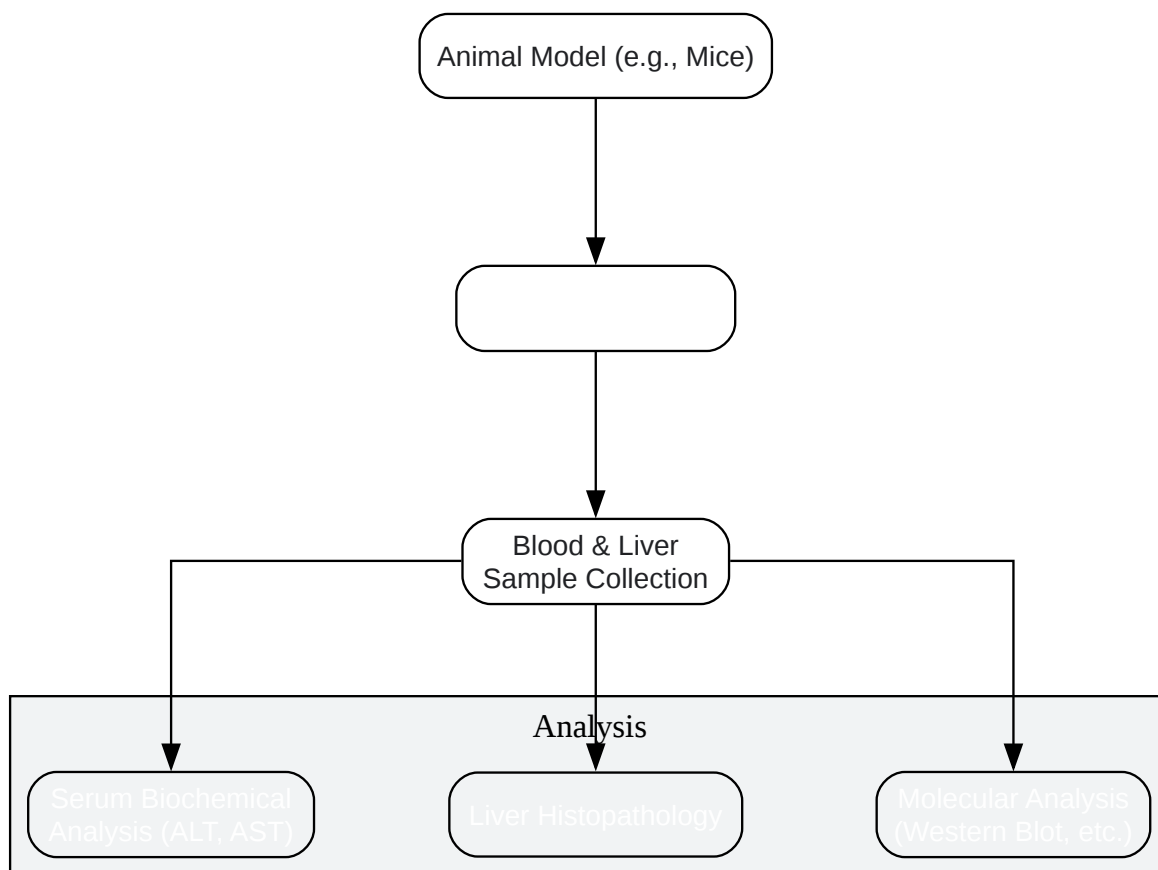 Animal Model (e.g., Mice)
Blood & Liver
Sample Collection
Analysis
Serum Biochemical
Analysis (ALT, AST)
Liver Histopathology
Molecular Analysis
(Western Blot, etc.)